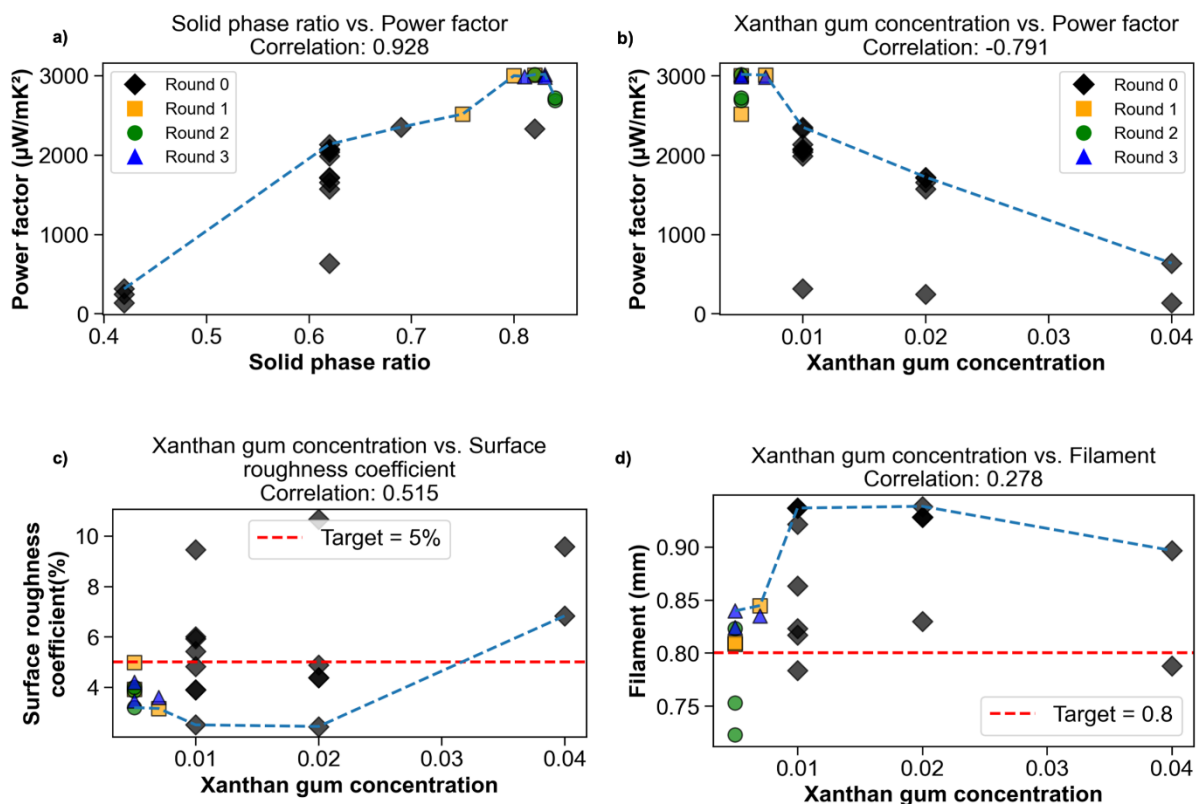 a)
Solid phase ratio vs. Power factor
Correlation: 0.928
Power factor (μW/mK²)
3000
2000
1000
0
Round 0
Round 1
Round 2
Round 3
0.4
0.5
0.6
0.7
0.8
Solid phase ratio
b)
Xanthan gum concentration vs. Power factor
Correlation: -0.791
Power factor (μW/mK²)
3000
2000
1000
0
Round 0
Round 1
Round 2
Round 3
0.01
0.02
0.03
0.04
Xanthan gum concentration
c)
Xanthan gum concentration vs. Surface
roughness coefficient
Correlation: 0.515
Surface roughness
coefficient(%)
10
8
6
4
Target = 5%
0.01
0.02
0.03
0.04
Xanthan gum concentration
d)
Xanthan gum concentration vs. Filament
Correlation: 0.278
Filament (mm)
0.90
0.85
0.80
0.75
Target = 0.8
0.01
0.02
0.03
0.04
Xanthan gum concentration